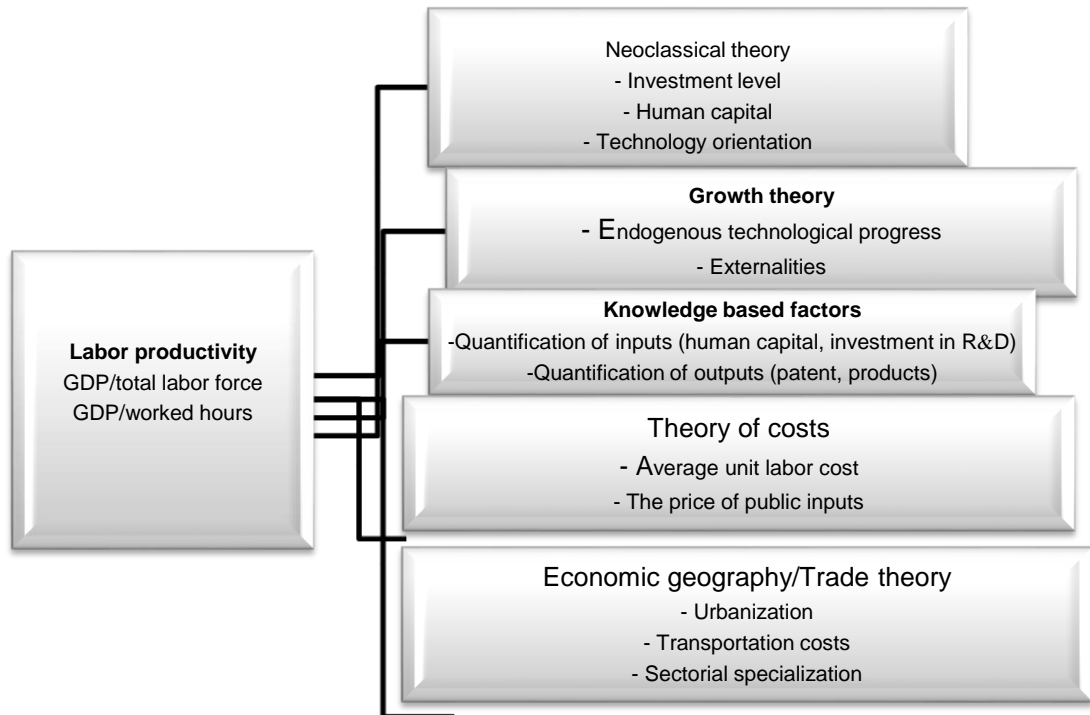 Neoclassical theory
- Investment level
- Human capital
- Technology orientation
Growth theory
- Endogenous technological progress
- Externalities
Labor productivity
GDP/total labor force
GDP/worked hours
Knowledge based factors
-Quantification of inputs (human capital, investment in R&D)
-Quantification of outputs (patent, products)
Theory of costs
- Average unit labor cost
- The price of public inputs
Economic geography/Trade theory
- Urbanization
- Transportation costs
- Sectorial specialization